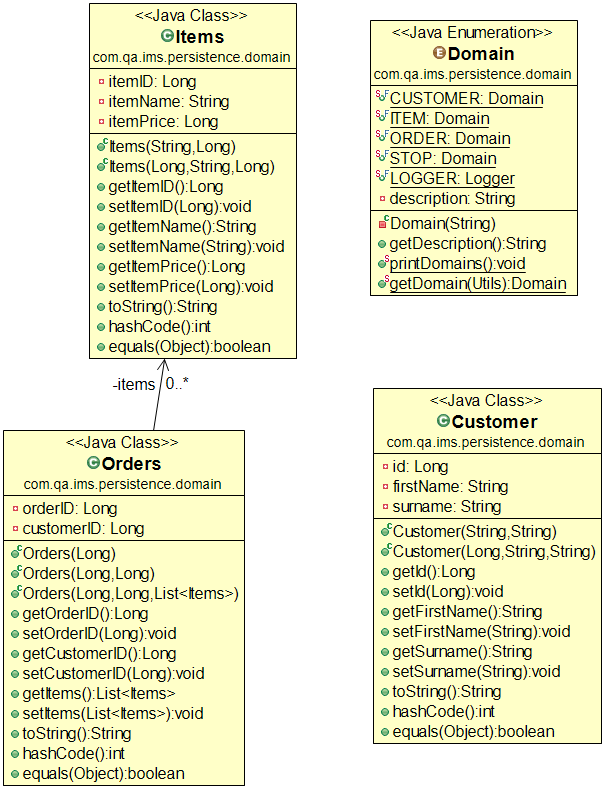 <<Java Class>>
Items
com.qa.ims.persistence.domain
itemID: Long
itemName: String
itemPrice: Long
Items(String,Long)
Items(Long,String,Long)
getItemID():Long
setItemID(Long):void
getItemName():String
setItemName(String):void
getItemPrice():Long
setItemPrice(Long):void
toString():String
hashCode():int
equals(Object):boolean
<<Java Enumeration>>
Domain
com.qa.ims.persistence.domain
CUSTOMER: Domain
ITEM: Domain
ORDER: Domain
STOP: Domain
LOGGER: Logger
description: String
Domain(String)
getDescription():String
printDomains():void
getDomain(Utils):Domain
-items 0..*
<<Java Class>>
Orders
com.qa.ims.persistence.domain
orderID: Long
customerID: Long
Orders(Long)
Orders(Long,Long)
Orders(Long,Long,List<Items>)
getOrderID():Long
setOrderID(Long):void
getCustomerID():Long
setCustomerID(Long):void
getItems():List<Items>
setItems(List<Items>):void
toString():String
hashCode():int
equals(Object):boolean
<<Java Class>>
Customer
com.qa.ims.persistence.domain
id: Long
firstName: String
surname: String
Customer(String,String)
Customer(Long,String,String)
getId():Long
setId(Long):void
getFirstName():String
setFirstName(String):void
getSurname():String
setSurname(String):void
toString():String
hashCode():int
equals(Object):boolean